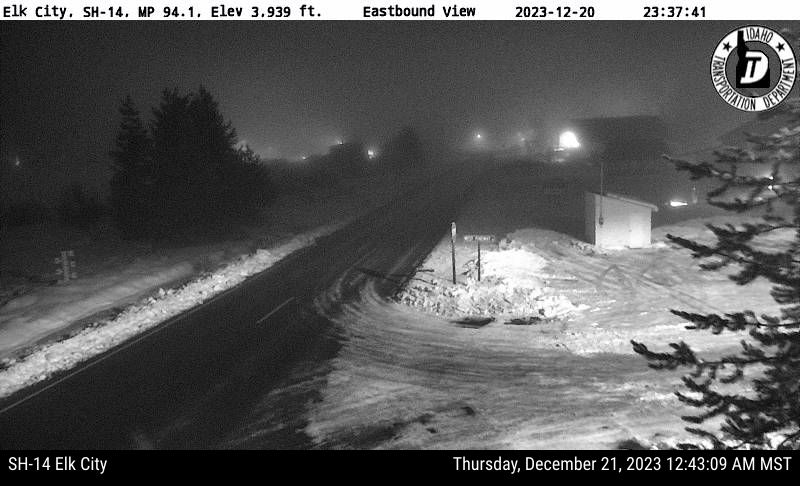 Elk City, SH-14, MP 94.1, Elev 3,939 ft. Eastbound View 2023-12-20 23:37:41
IDAHO
TRANSPORTATION DEPARTMENT
SH-14 Elk City Thursday, December 21, 2023 12:43:09 AM MST